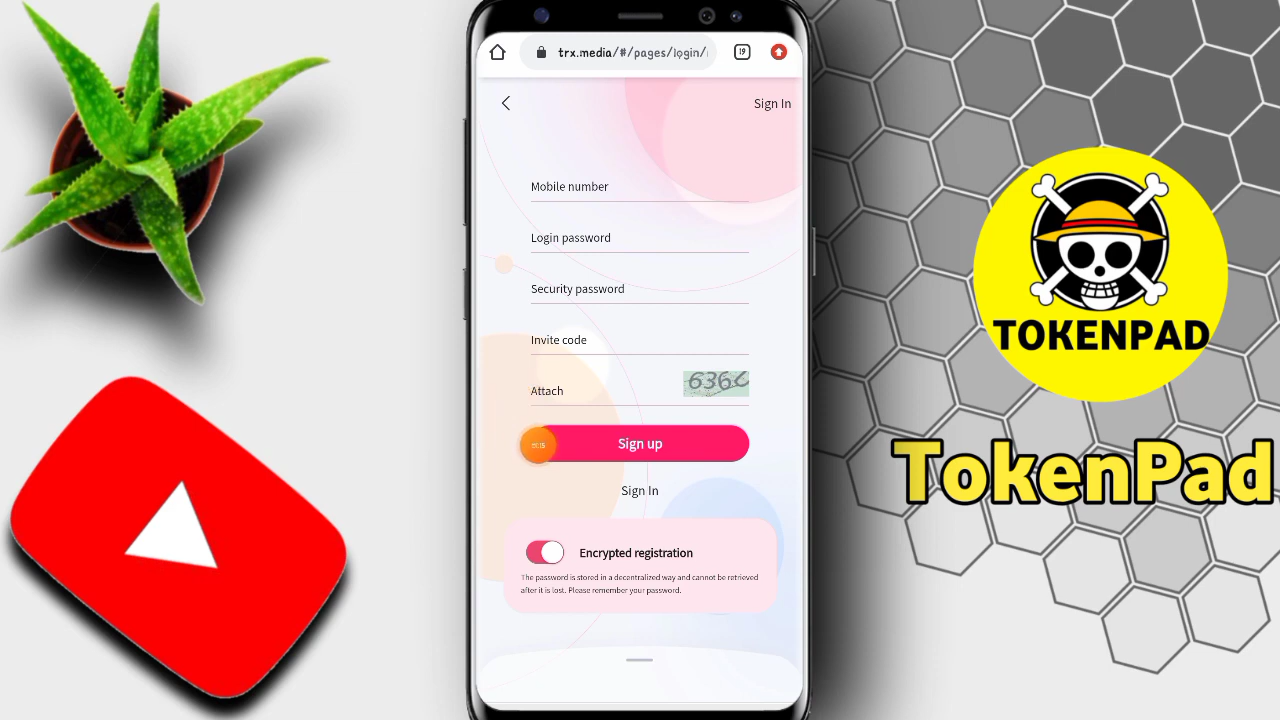 19
trx.media/#/pages/login/
Sign In
Mobile number
Login password
Security password
Invite code
Attach
636C
Sign up
Sign In
Encrypted registration
The password is stored in a decentralized way and cannot be retrieved
after it is lost. Please remember your password.
TOKENPAD
TokenPad